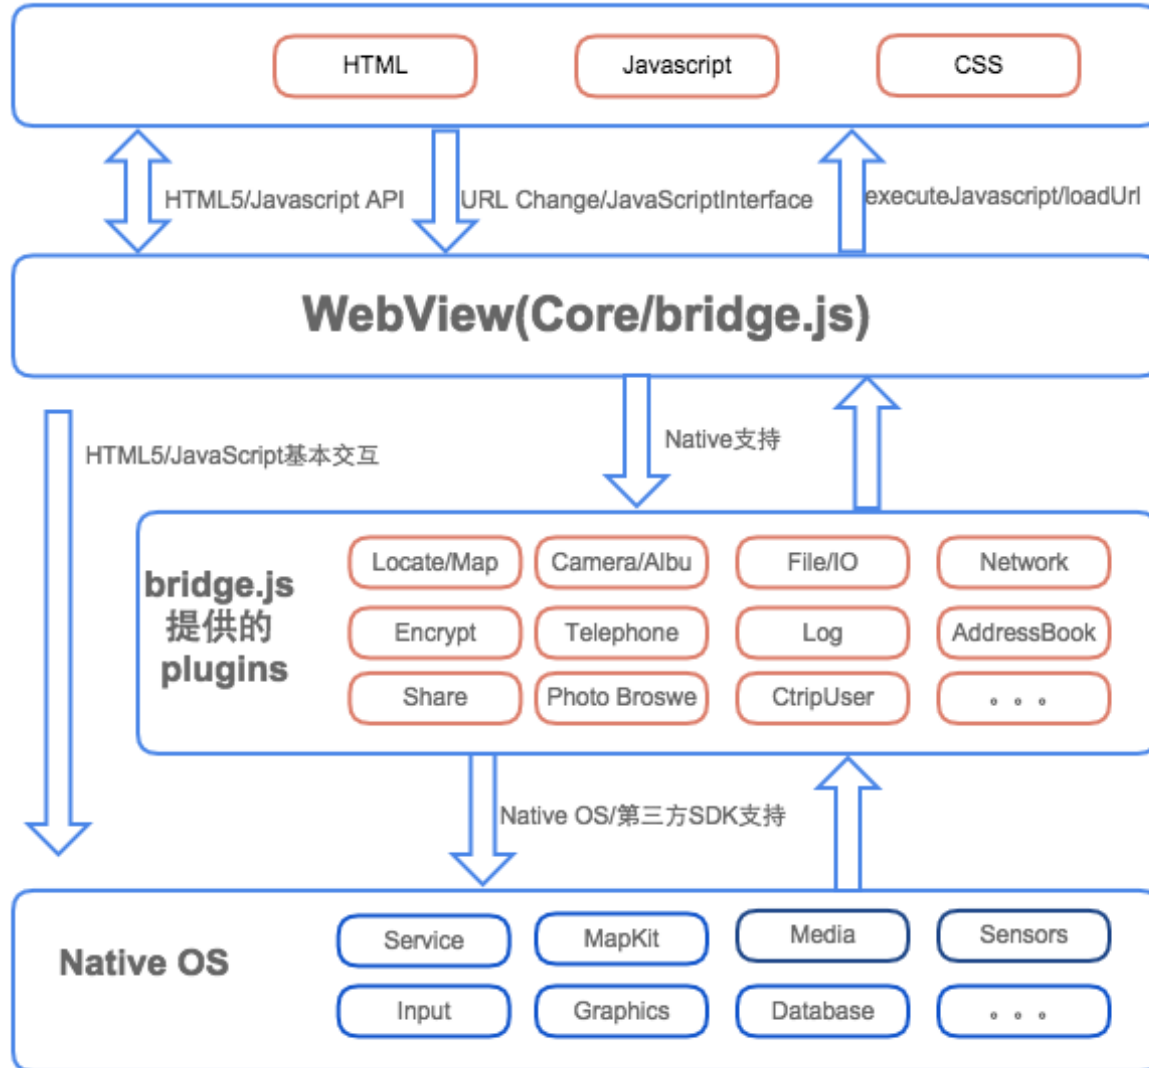 HTML
Javascript
CSS
HTML5/Javascript API
URL Change/JavaScriptInterface
executeJavascript/loadUrl
WebView(Core/bridge.js)
HTML5/JavaScript基本交互
Native支持
bridge.js
提供的
plugins
Locate/Map
Camera/Albu
File/IO
Network
Encrypt
Telephone
Log
AddressBook
Share
Photo Broswe
CtripUser
。。。
Native OS/第三方SDK支持
Native OS
Service
MapKit
Media
Sensors
Input
Graphics
Database
。。。